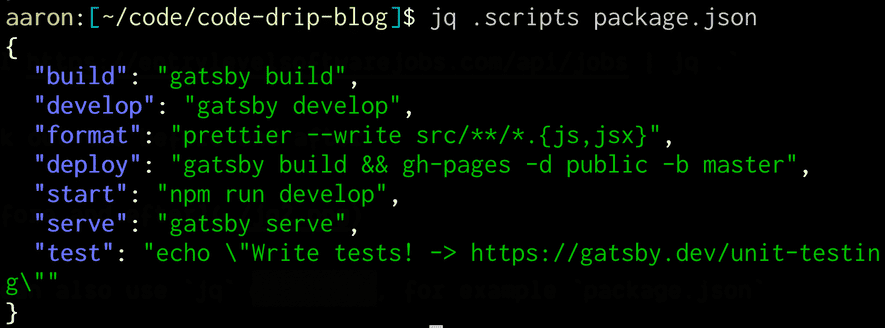 aaron:[~/code/code-drip-blog]$ jq .scripts package.json
{
  "build": "gatsby build",
  "develop": "gatsby develop",
  "format": "prettier --write src/**/*.{js,jsx}",
  "deploy": "gatsby build && gh-pages -d public -b master",
  "start": "npm run develop",
  "serve": "gatsby serve",
  "test": "echo \"Write tests! -> https://gatsby.dev/unit-testin
g\""
}